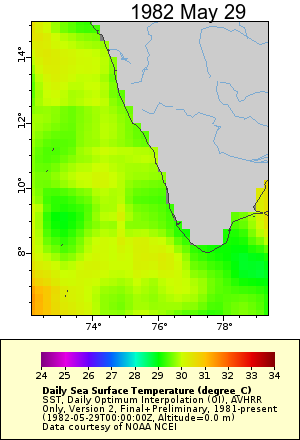 1982 May 29
14°
12°
10°
8°
74° 76° 78°
24 25 26 27 28 29 30 31 32 33 34
Daily Sea Surface Temperature (degree_C)
SST, Daily Optimum Interpolation (OI), AVHRR
Only, Version 2, Final+Preliminary, 1981-present
(1982-05-29T00:00:00Z, Altitude=0.0 m)
Data courtesy of NOAA NCEI